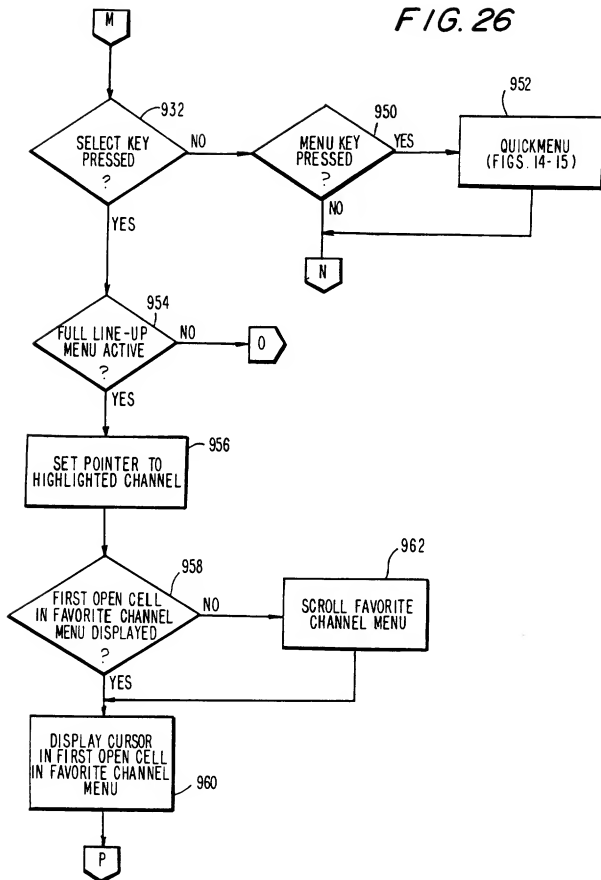 FIG. 26
M
932
SELECT KEY
PRESSED
?
NO
YES
950
MENU KEY
PRESSED
?
YES
NO
952
QUICKMENU
(FIGS. 14-15)
N
954
FULL LINE-UP
MENU ACTIVE
?
NO
O
YES
956
SET POINTER TO
HIGHLIGHTED CHANNEL
958
FIRST OPEN CELL
IN FAVORITE CHANNEL
MENU DISPLAYED
?
NO
YES
962
SCROLL FAVORITE
CHANNEL MENU
DISPLAY CURSOR
IN FIRST OPEN CELL
IN FAVORITE CHANNEL
MENU
960
P